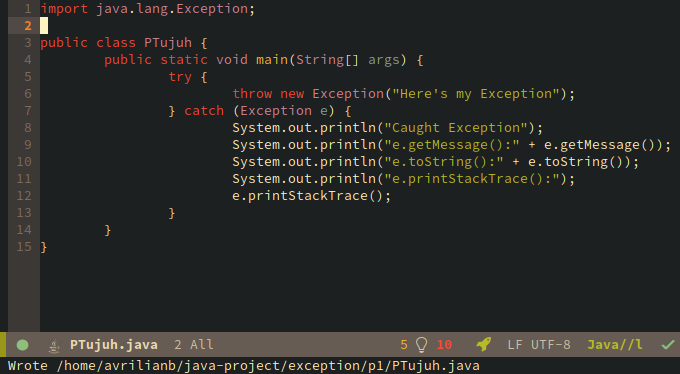 1 import java.lang.Exception;
2
3 public class PTujuh {
4         public static void main(String[] args) {
5                 try {
6                         throw new Exception("Here's my Exception");
7                 } catch (Exception e) {
8                         System.out.println("Caught Exception");
9                         System.out.println("e.getMessage():" + e.getMessage());
10                         System.out.println("e.toString():" + e.toString());
11                         System.out.println("e.printStackTrace():");
12                         e.printStackTrace();
13                 }
14         }
15 }
PTujuh.java 2 All 5 10 LF UTF-8 Java//l
Wrote /home/avrilianb/java-project/exception/p1/PTujuh.java